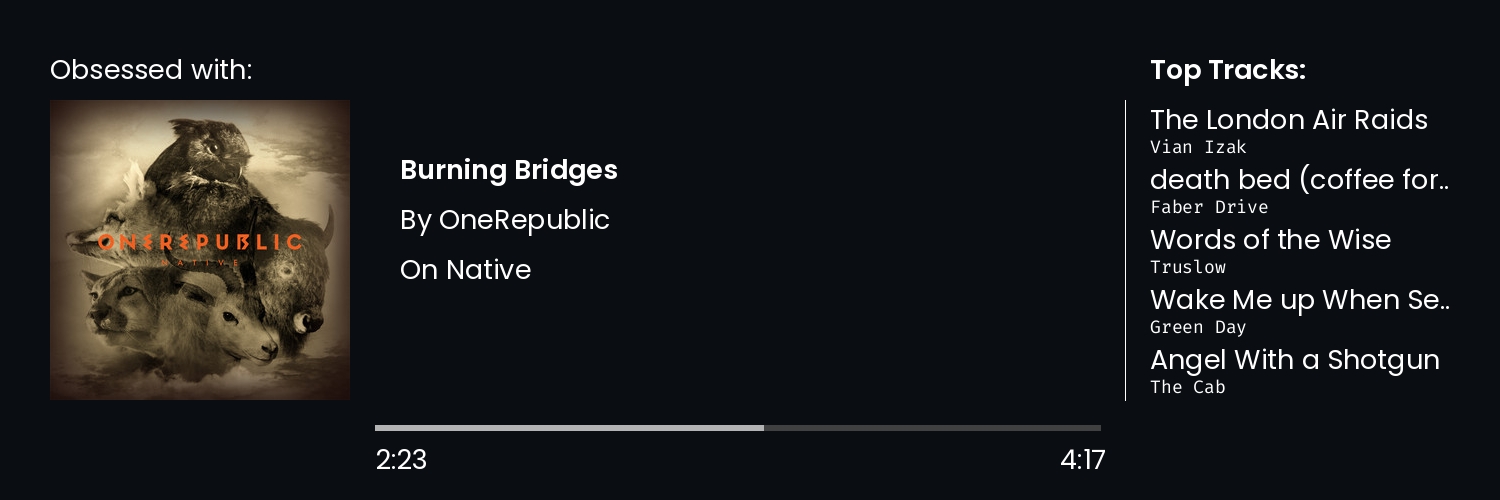 Obsessed with:
ONEREPUBLIC
NATIVE
Burning Bridges
By OneRepublic
On Native
2:23
4:17
Top Tracks:
The London Air Raids
Vian Izak
death bed (coffee for..
Faber Drive
Words of the Wise
Truslow
Wake Me up When Se..
Green Day
Angel With a Shotgun
The Cab